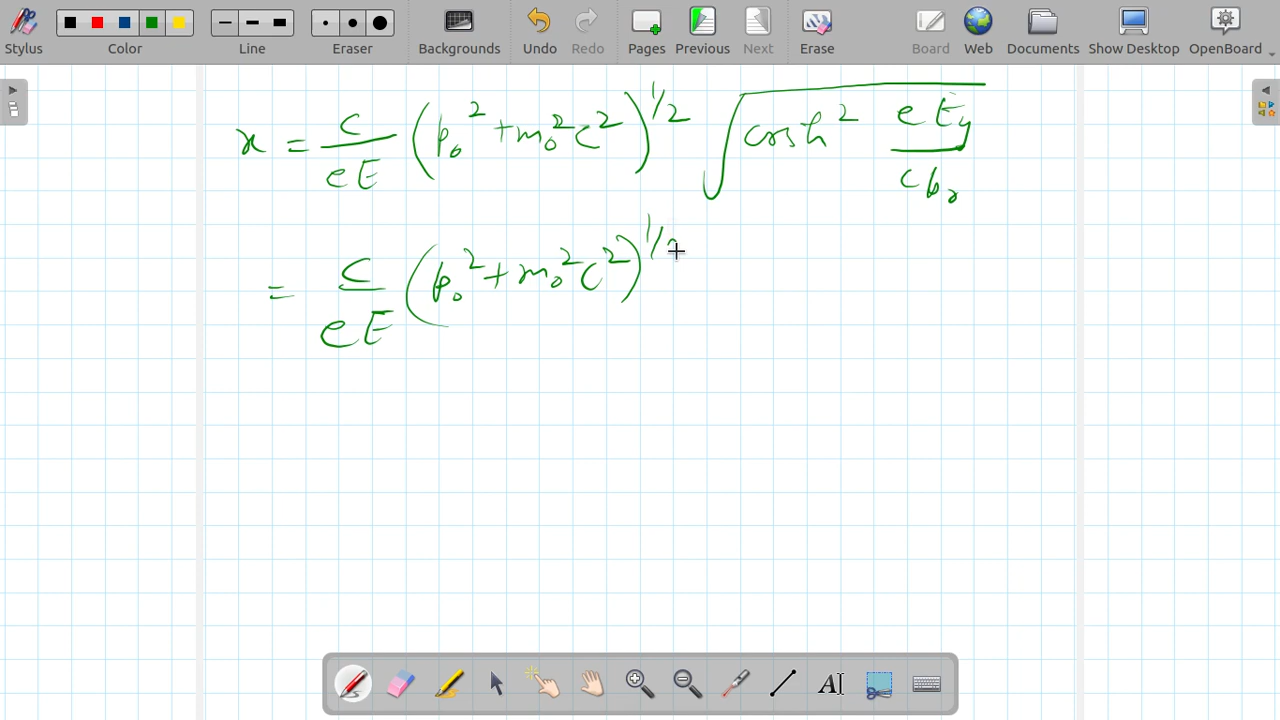 Stylus Color Line Eraser Backgrounds Undo Redo Pages Previous Next Erase Board Web Documents Show Desktop OpenBoard
x = c/eE (p₀² + m₀²c²)^1/2 √cosh² eEy/cp₀
= c/eE (p₀² + m₀²c²)^1/2